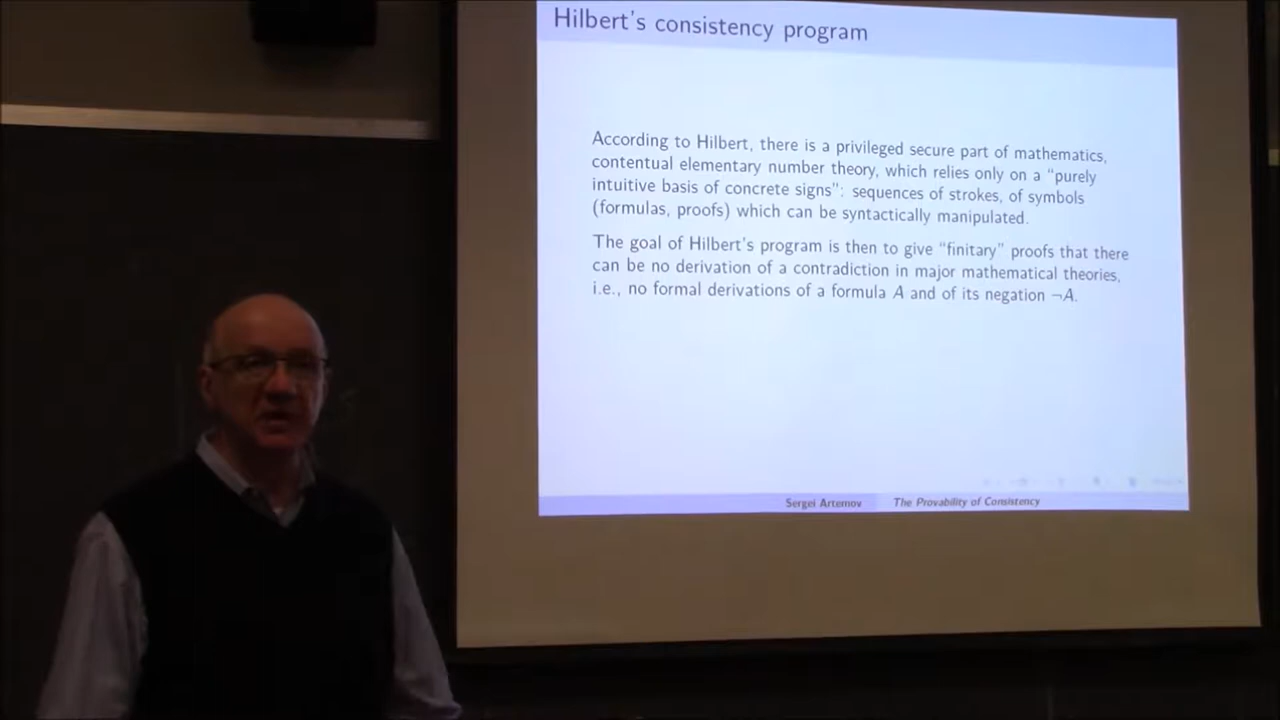 Hilbert's consistency program
According to Hilbert, there is a privileged secure part of mathematics,
contentual elementary number theory, which relies only on a “purely
intuitive basis of concrete signs”: sequences of strokes, of symbols
(formulas, proofs) which can be syntactically manipulated.
The goal of Hilbert's program is then to give “finitary” proofs that there
can be no derivation of a contradiction in major mathematical theories,
i.e., no formal derivations of a formula A and of its negation ¬A.
Sergei Artemov The Provability of Consistency